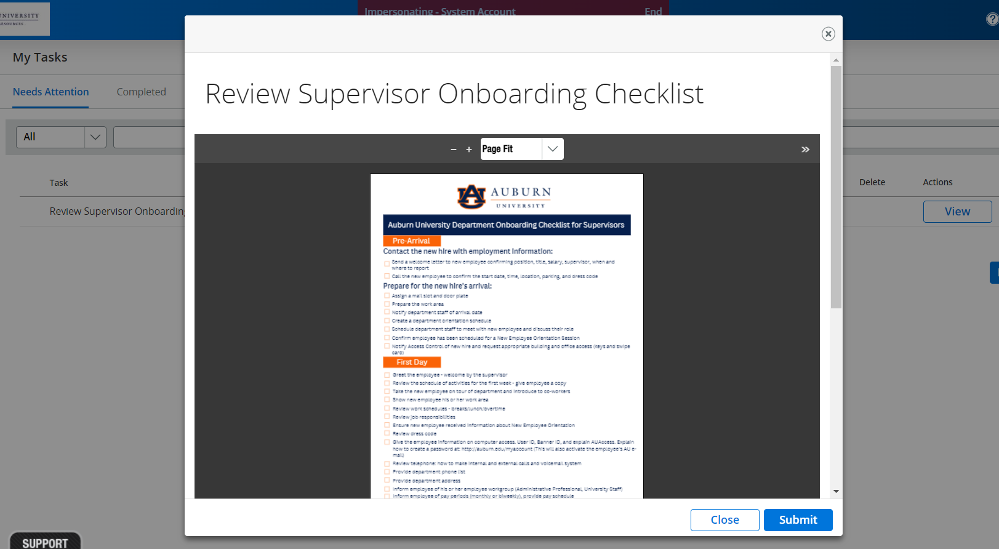 UNIVERSITY
RESOURCES
Impersonating - System Account
End
My Tasks
Needs Attention
Completed
All
Task
Delete
Actions
Review Supervisor Onboarding
View
Review Supervisor Onboarding Checklist
Page Fit
AUBURN
UNIVERSITY
Auburn University Department Onboarding Checklist for Supervisors
Pre-Arrival
Contact the new hire with employment information:
Send a welcome letter to new employee confirming position, title, salary, supervisor, when and
where to report
Call the new employee to confirm the start date, time, location, parking, and dress code
Prepare for the new hire's arrival:
Assign a mail slot and door plate
Prepare the work area
Notify department staff of arrival date
Create a department orientation schedule
Schedule department staff to meet with new employee and discuss their role
Confirm employee has been scheduled for a New Employee Orientation Session
Notify Access Control of new hire and request appropriate building and office access (keys and swipe
card)
First Day
Greet the employee - welcome by the supervisor
Review the schedule of activities for the first week - give employee a copy
Take the new employee on tour of department and introduce to co-workers
Show new employee his or her work area
Review work schedules - breaks/lunch/overtime
Review job responsibilities
Ensure new employee received information about New Employee Orientation
Review dress code
Give the employee information on computer access. User ID, Banner ID, and explain AUAccess. Explain
how to create a password at: http://auburn.edu/myaccount (This will also activate the employee's AU e-
mail)
Review telephone: how to make internal and external calls and voicemail system
Provide department phone list
Provide department address
Inform employee of his or her employee workgroup (Administrative Professional, University Staff)
Inform employee of pay periods (monthly or biweekly), provide pay schedule
Close
Submit
SUPPORT